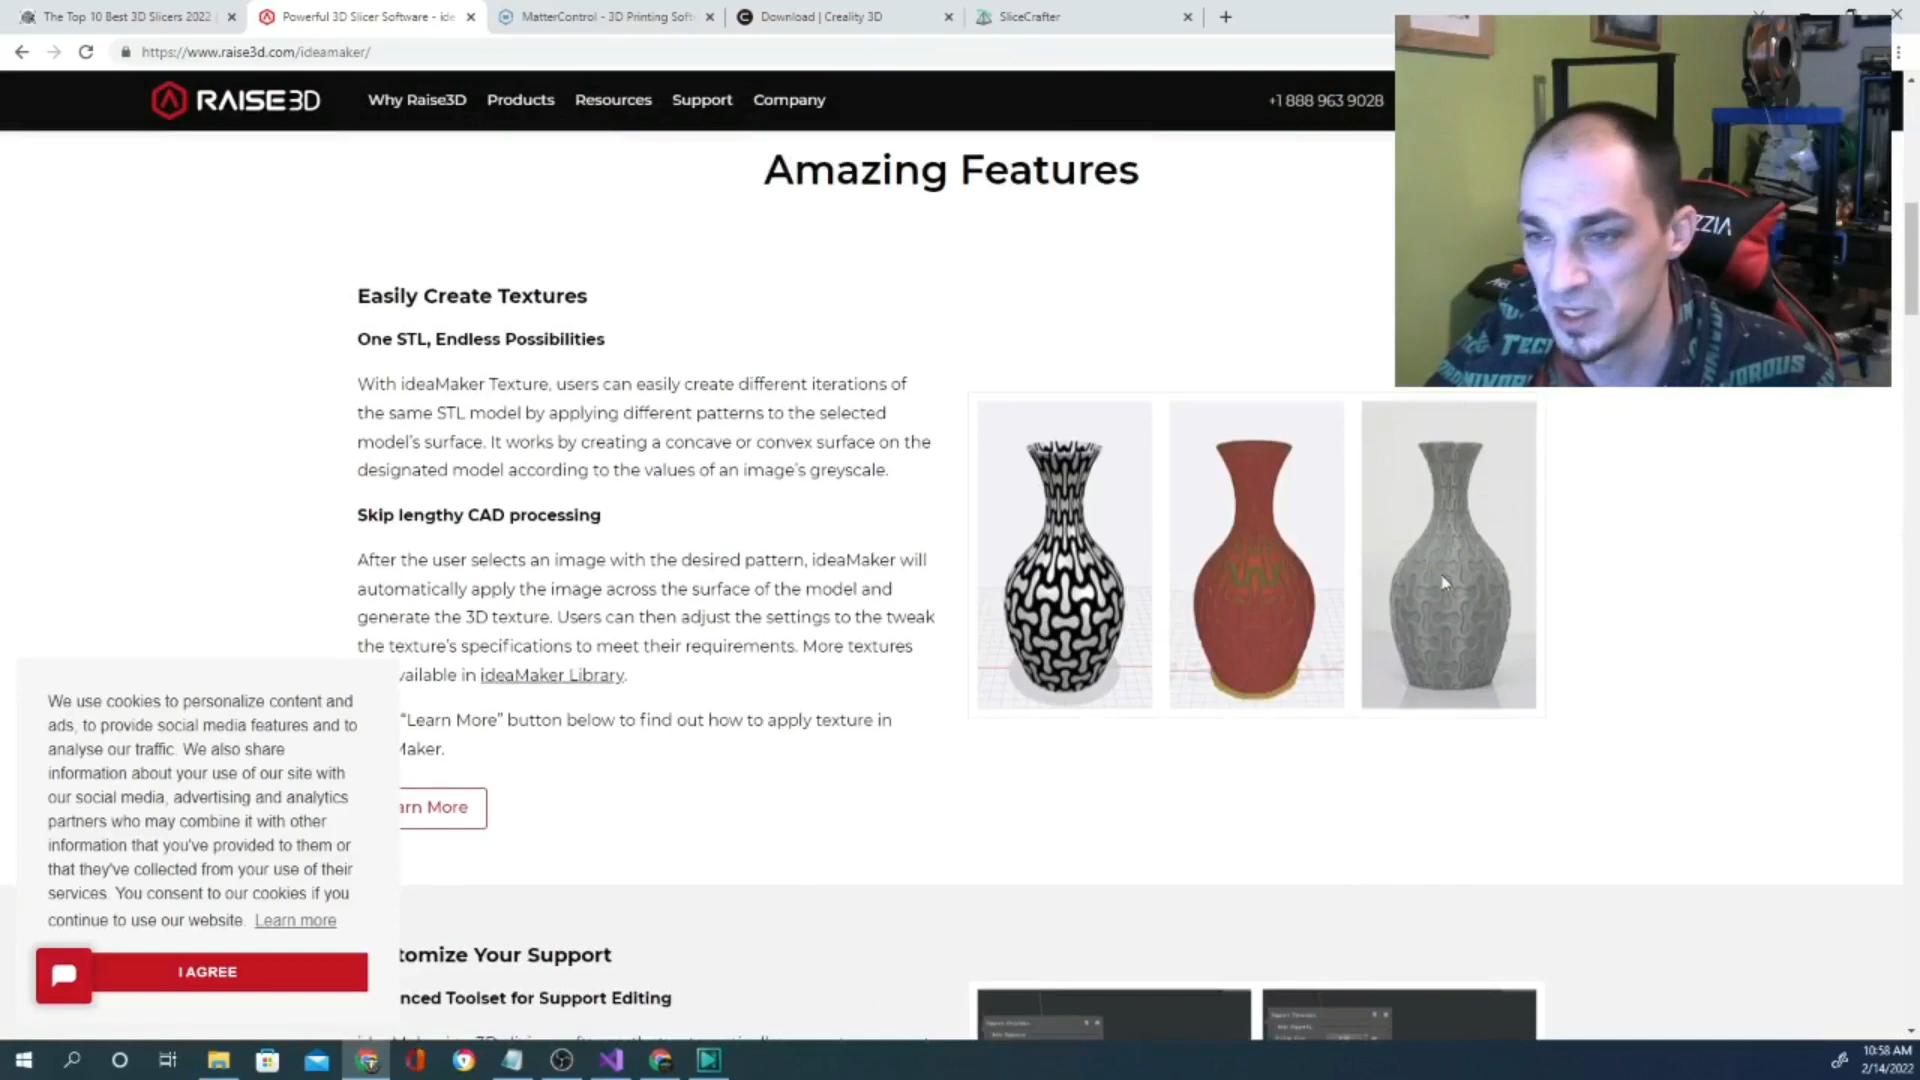 The Top 10 Best 3D Slicers 2022
Powerful 3D Slicer Software - ide
MatterControl - 3D Printing Soft
Download | Creality 3D
SliceCrafter
https://www.raise3d.com/ideamaker/
RAISE3D
Why Raise3D
Products
Resources
Support
Company
+1 888 963 9028
Amazing Features
Easily Create Textures
One STL, Endless Possibilities
With ideaMaker Texture, users can easily create different iterations of
the same STL model by applying different patterns to the selected
model's surface. It works by creating a concave or convex surface on the
designated model according to the values of an image's greyscale.
Skip lengthy CAD processing
After the user selects an image with the desired pattern, ideaMaker will
automatically apply the image across the surface of the model and
generate the 3D texture. Users can then adjust the settings to the tweak
the texture's specifications to meet their requirements. More textures
vailable in ideaMaker Library.
“Learn More” button below to find out how to apply texture in
Maker.
arn More
We use cookies to personalize content and
ads, to provide social media features and to
analyse our traffic. We also share
information about your use of our site with
our social media, advertising and analytics
partners who may combine it with other
information that you've provided to them or
that they've collected from your use of their
services. You consent to our cookies if you
continue to use our website. Learn more
I AGREE
tomize Your Support
nced Toolset for Support Editing
ZZIA
TECH
10:58 AM
2/14/2022